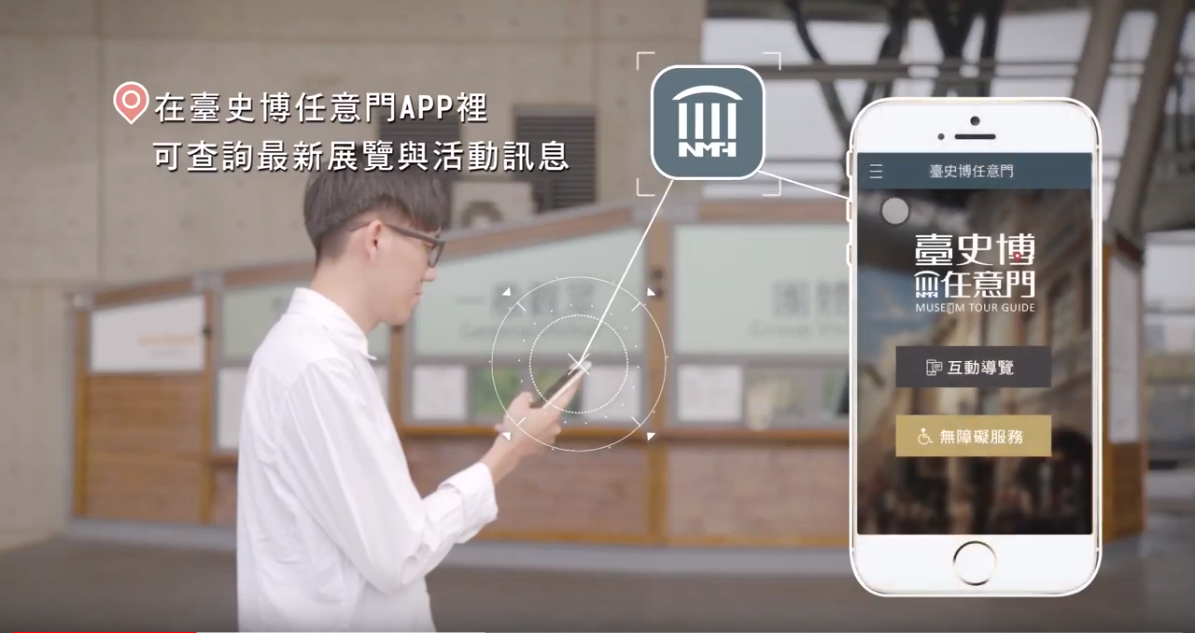 在臺史博任意門APP裡
可查詢最新展覽與活動訊息
NMTH
臺史博任意門
臺史博
任意門
MUSEUM TOUR GUIDE
互動導覽
無障礙服務